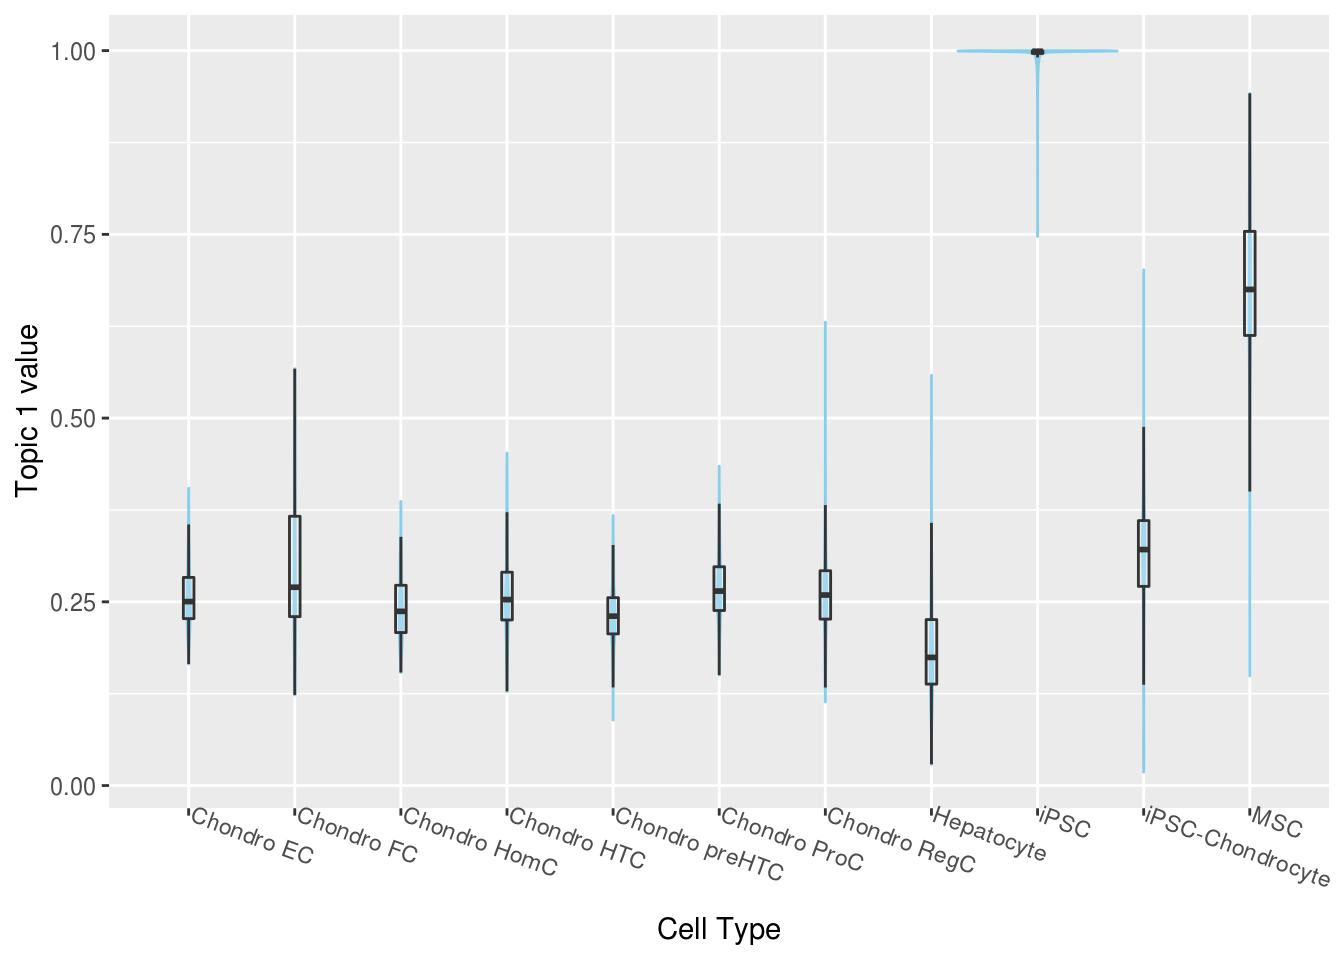 1.00
0.75
0.50
0.25
0.00
Topic 1 value
Chondro EC
Chondro FC
Chondro HomC
Chondro HTC
Chondro preHTC
Chondro ProC
Chondro RegC
Hepatocyte
iPSC
iPSC-Chondrocyte
MSC
Cell Type